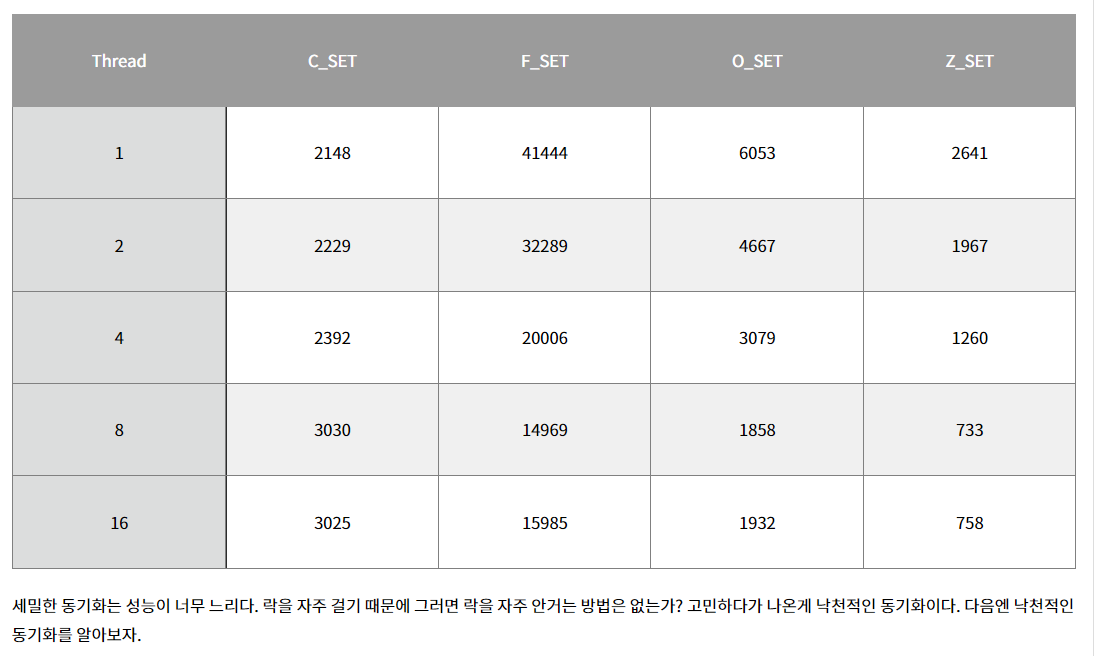 Thread C_SET F_SET O_SET Z_SET
1 2148 41444 6053 2641
2 2229 32289 4667 1967
4 2392 20006 3079 1260
8 3030 14969 1858 733
16 3025 15985 1932 758
세밀한 동기화는 성능이 너무 느리다. 락을 자주 걸기 때문에 그러면 락을 자주 안거는 방법은 없는가? 고민하다가 나온게 낙천적인 동기화이다. 다음엔 낙천적인
동기화를 알아보자.